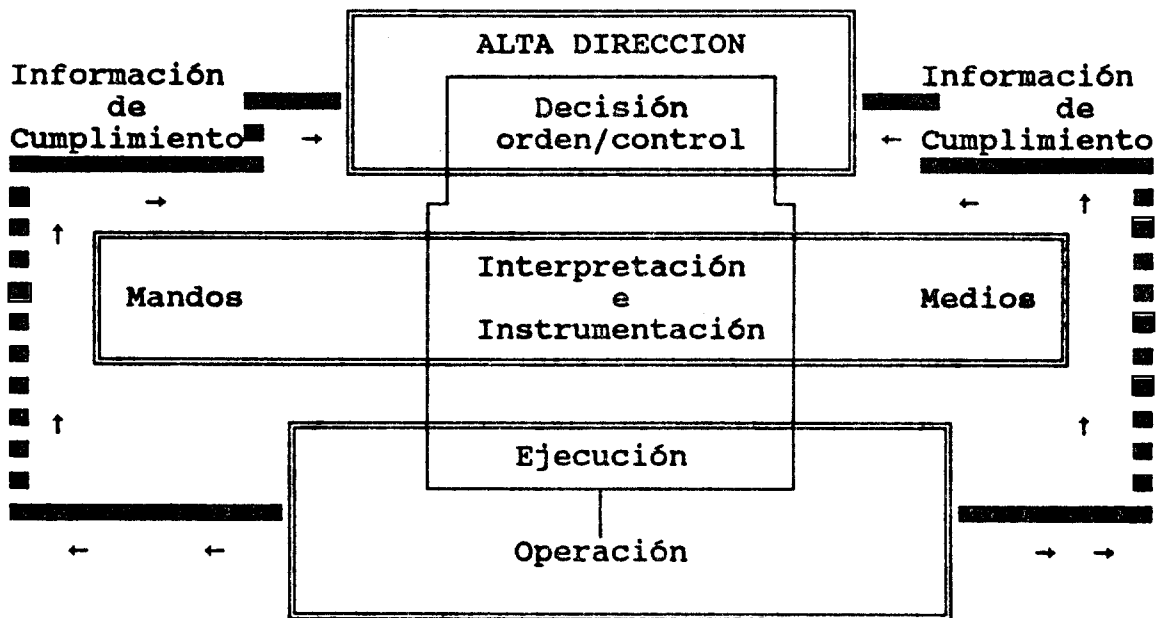 ALTA DIRECCION
Información
de
Cumplimiento
Decisión
orden/control
Información
de
Cumplimiento
Mandos
Interpretación
e
Instrumentación
Medios
Ejecución
Operación